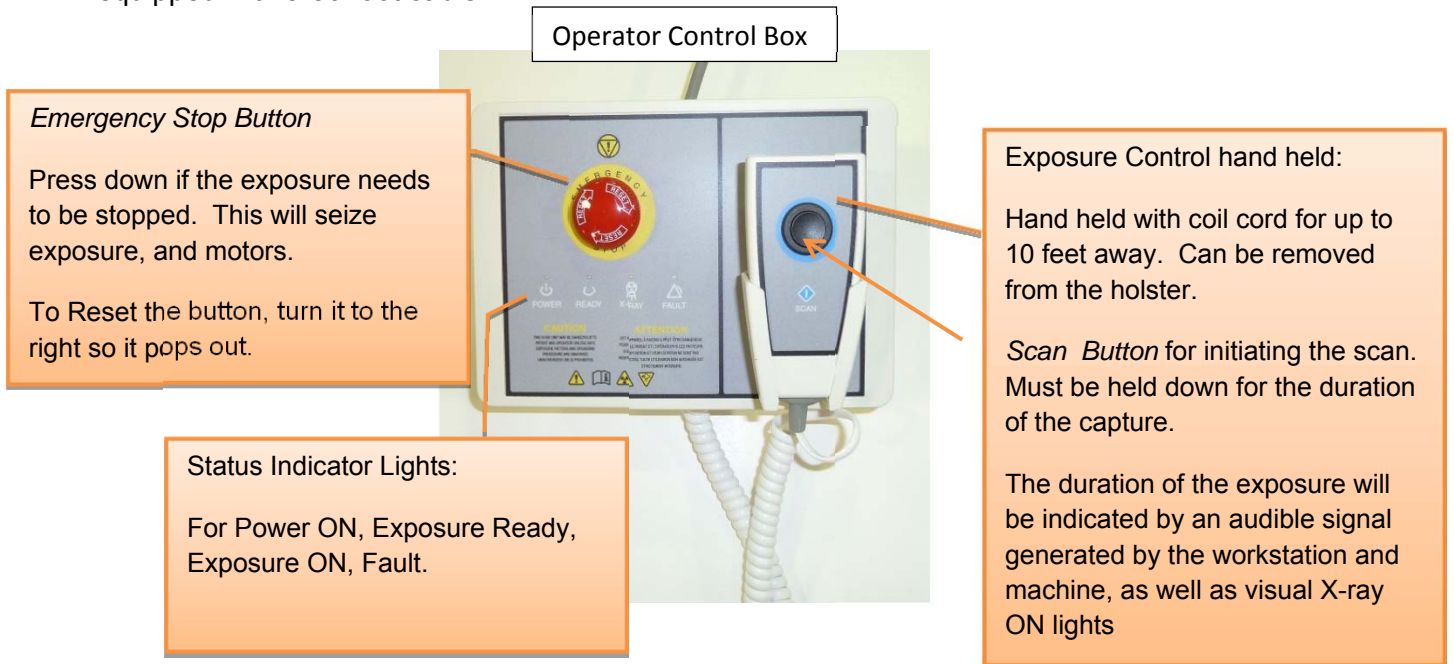 Operator Control Box
Emergency Stop Button
Press down if the exposure needs
to be stopped. This will seize
exposure, and motors.
To Reset the button, turn it to the
right so it pops out.
Status Indicator Lights:
For Power ON, Exposure Ready,
Exposure ON, Fault.
EMERGENCY
STOP
RESET
RESET
RESET
POWER READY X-RAY FAULT
CAUTION ATTENTION
SCAN
Exposure Control hand held:
Hand held with coil cord for up to
10 feet away. Can be removed
from the holster.
Scan Button for initiating the scan.
Must be held down for the duration
of the capture.
The duration of the exposure will
be indicated by an audible signal
generated by the workstation and
machine, as well as visual X-ray
ON lights